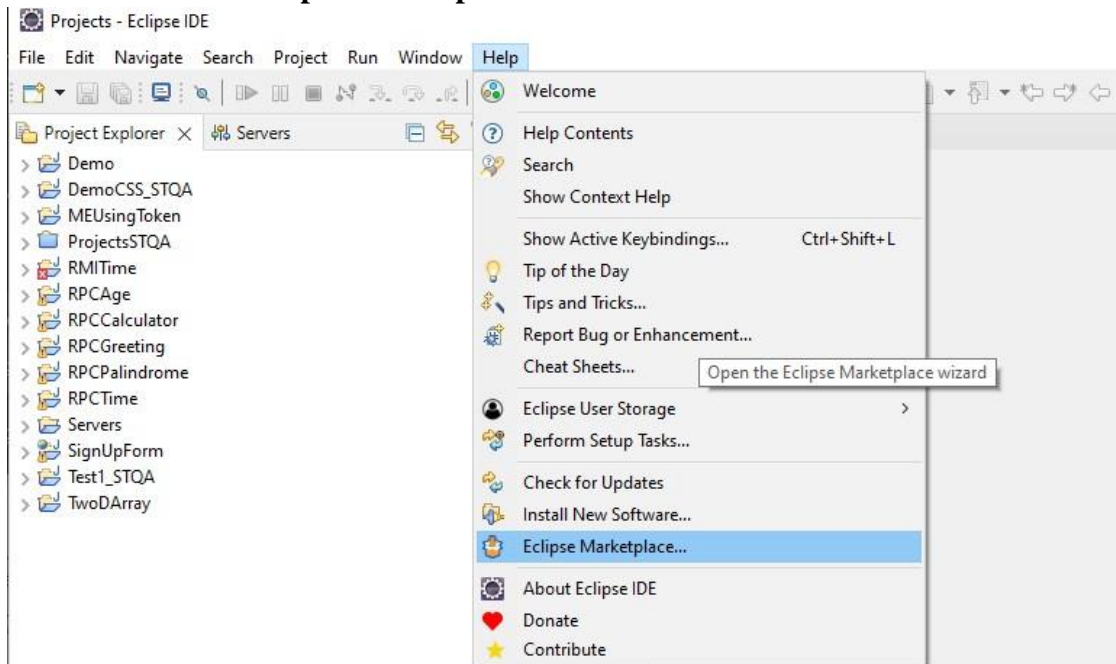 Projects - Eclipse IDE
File Edit Navigate Search Project Run Window Help
Project Explorer Servers
Demo
DemoCSS_STQA
MEUsingToken
ProjectsSTQA
RMITime
RPCAge
RPCCalculator
RPCGreeting
RPCPalindrome
RPCTime
Servers
SignUpForm
Test1_STQA
TwoDArray
Welcome
Help Contents
Search
Show Context Help
Show Active Keybindings... Ctrl+Shift+L
Tip of the Day
Tips and Tricks...
Report Bug or Enhancement...
Cheat Sheets...
Open the Eclipse Marketplace wizard
Eclipse User Storage
Perform Setup Tasks...
Check for Updates
Install New Software...
Eclipse Marketplace...
About Eclipse IDE
Donate
Contribute